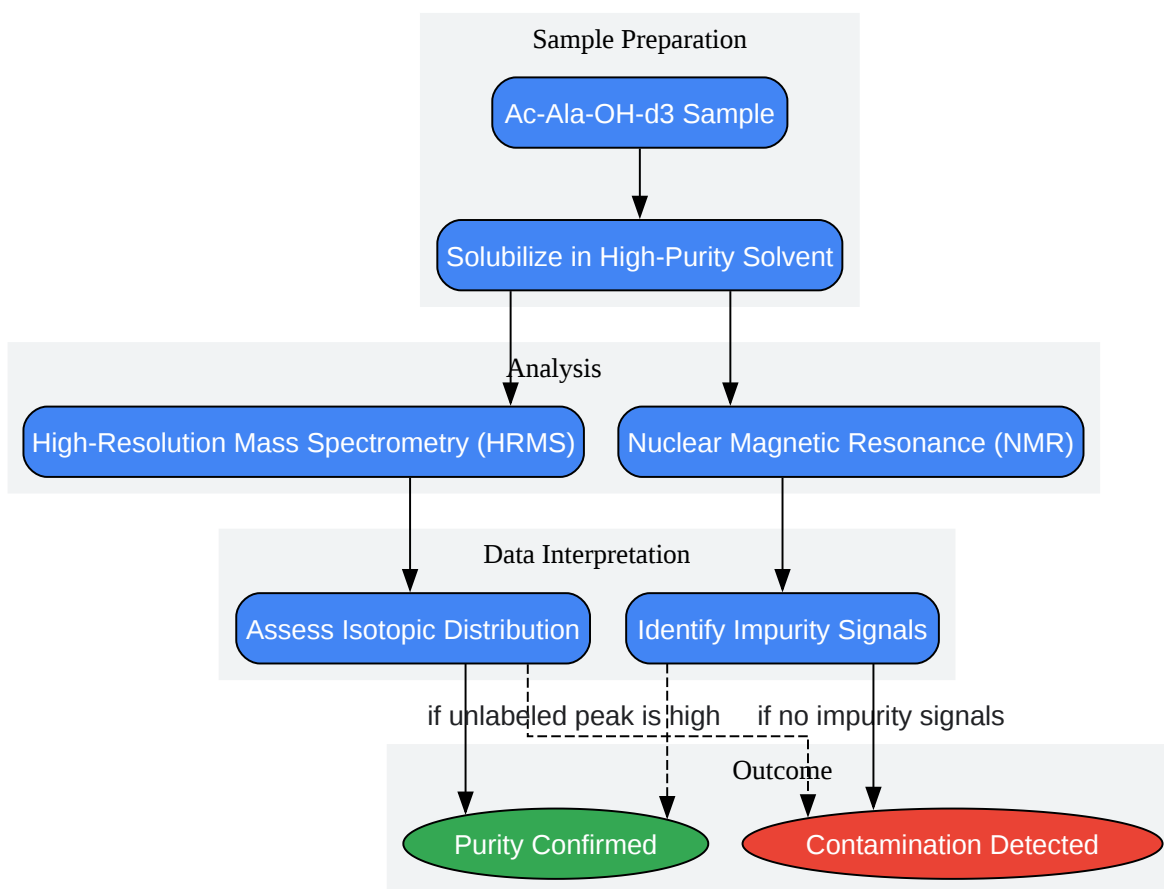 Sample Preparation
Ac-Ala-OH-d3 Sample
Solubilize in High-Purity Solvent
Analysis
High-Resolution Mass Spectrometry (HRMS)
Nuclear Magnetic Resonance (NMR)
Data Interpretation
Assess Isotopic Distribution
Identify Impurity Signals
if unlabeled peak is high
if no impurity signals
Outcome
Purity Confirmed
Contamination Detected